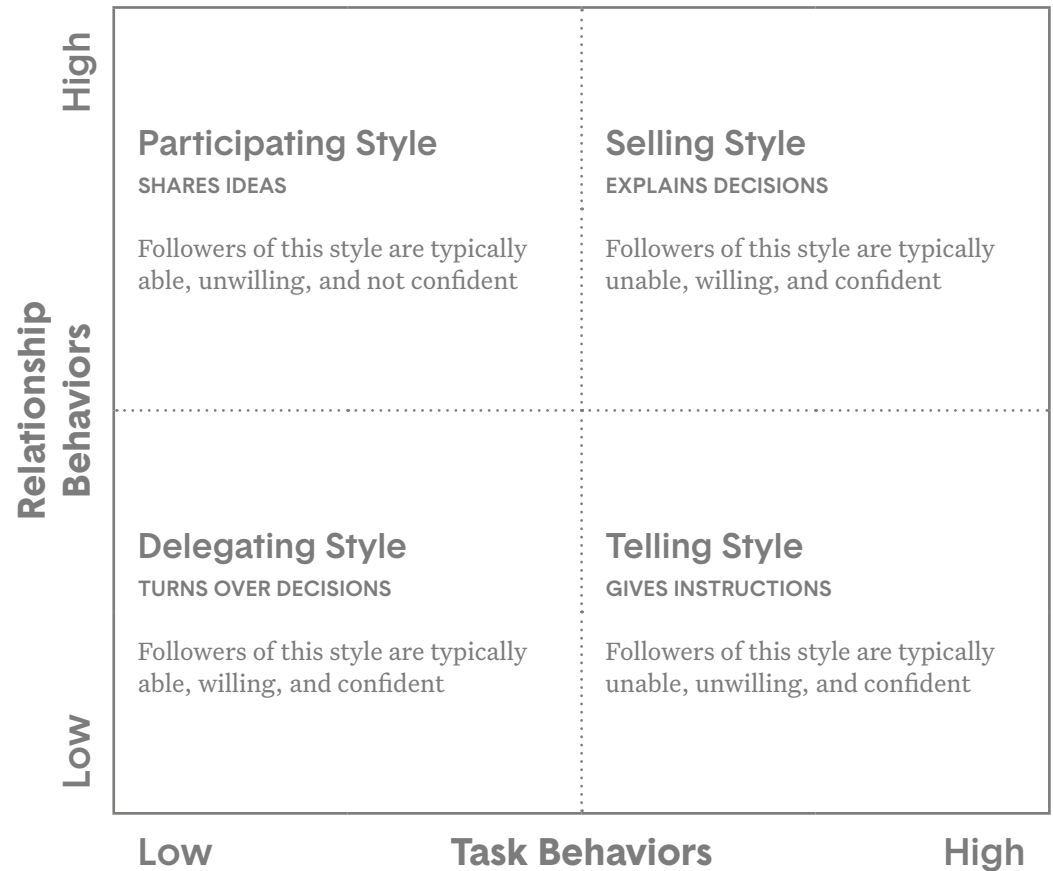 High
Participating Style
SHARES IDEAS
Followers of this style are typically
able, unwilling, and not confident
Selling Style
EXPLAINS DECISIONS
Followers of this style are typically
unable, willing, and confident
Relationship
Behaviors
Delegating Style
TURNS OVER DECISIONS
Followers of this style are typically
able, willing, and confident
Telling Style
GIVES INSTRUCTIONS
Followers of this style are typically
unable, unwilling, and confident
Low
Low
Task Behaviors
High